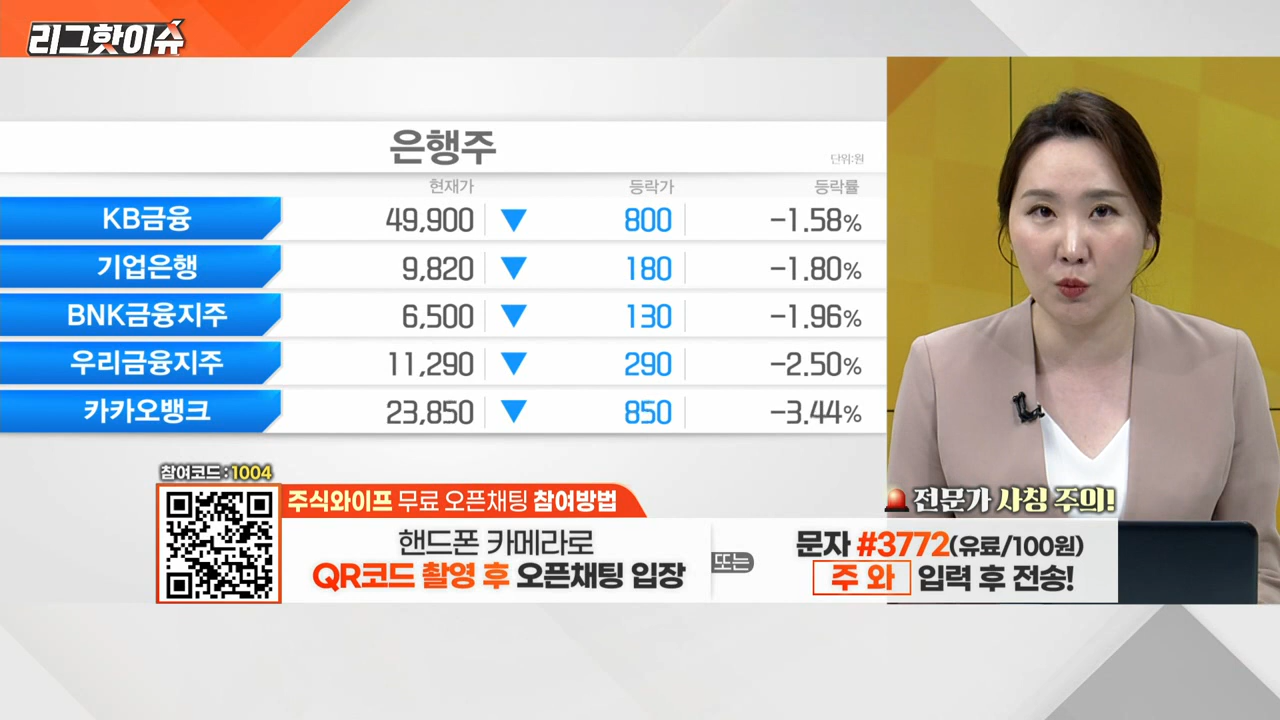 리그핫이슈
은행주
단위:원
현재가 등락가 등락률
KB금융 49,900 ▼ 800 -1.58%
기업은행 9,820 ▼ 180 -1.80%
BNK금융지주 6,500 ▼ 130 -1.96%
우리금융지주 11,290 ▼ 290 -2.50%
카카오뱅크 23,850 ▼ 850 -3.44%
참여코드:1004
주식와이프 무료 오픈채팅 참여방법
핸드폰 카메라로
QR코드 촬영 후 오픈채팅 입장
또는
전문가 사칭 주의!
문자 #3772(유료/100원)
주 와 입력 후 전송!